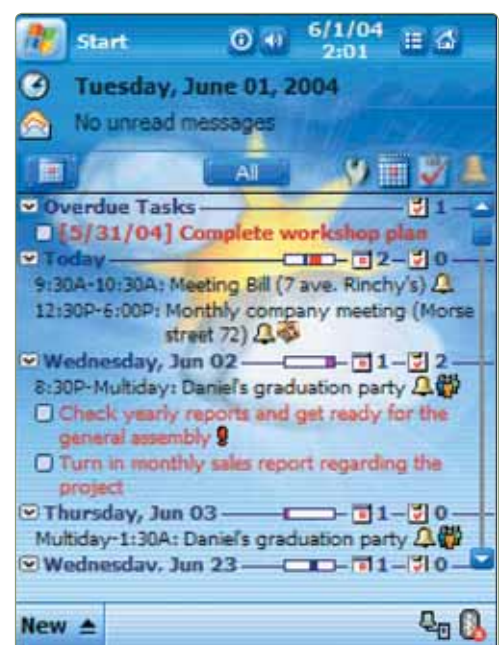 Start
6/1/04
2:01
Tuesday, June 01, 2004
No unread messages
All
Overdue Tasks 1
[5/31/04] Complete workshop plan
Today 2 0
9:30A-10:30A: Meeting Bill (7 ave. Rinchy's)
12:30P-6:00P: Monthly company meeting (Morse
street 72)
Wednesday, Jun 02 1 2
8:30P-Multiday: Daniel's graduation party
Check yearly reports and get ready for the
general assembly
Turn in monthly sales report regarding the
project
Thursday, Jun 03 1 0
Multiday-1:30A: Daniel's graduation party
Wednesday, Jun 23 1 0
New